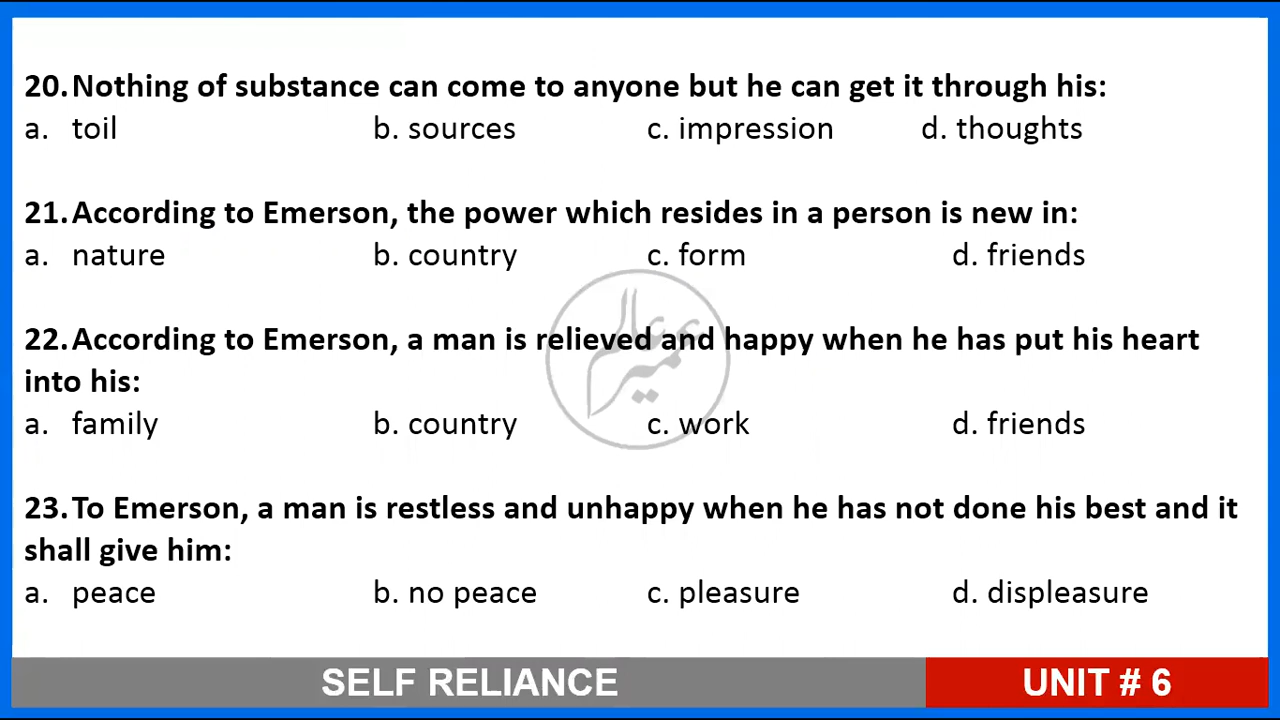 20. Nothing of substance can come to anyone but he can get it through his:
a. toil b. sources c. impression d. thoughts
21. According to Emerson, the power which resides in a person is new in:
a. nature b. country c. form d. friends
22. According to Emerson, a man is relieved and happy when he has put his heart
into his:
a. family b. country c. work d. friends
23. To Emerson, a man is restless and unhappy when he has not done his best and it
shall give him:
a. peace b. no peace c. pleasure d. displeasure
SELF RELIANCE UNIT # 6